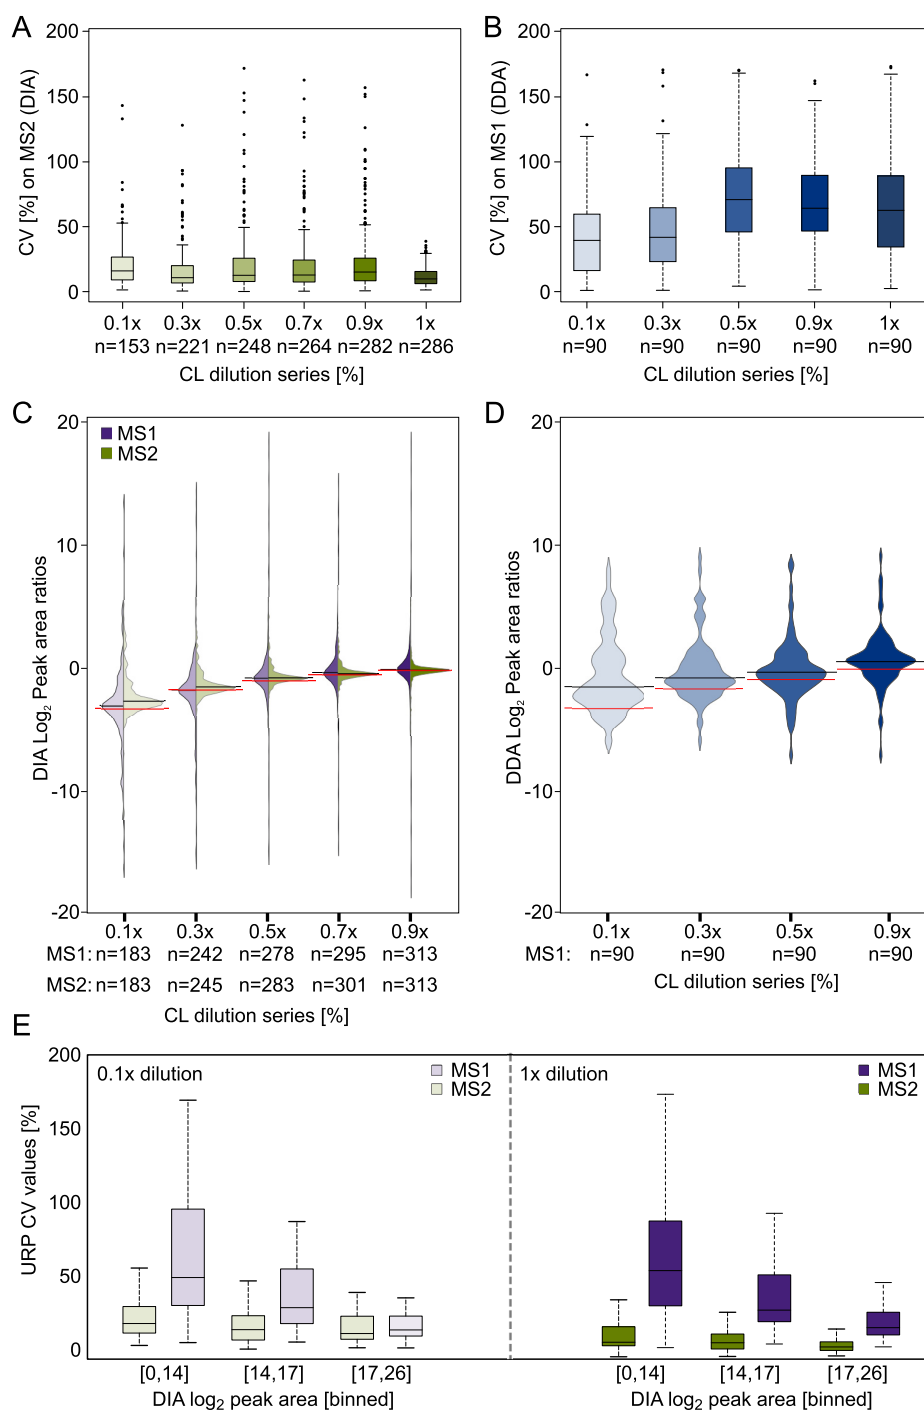 A
CV [%] on MS2 (DIA)
200
150
100
50
0
0.1x 0.3x 0.5x 0.7x 0.9x 1x
n=153 n=221 n=248 n=264 n=282 n=286
CL dilution series [%]
B
CV [%] on MS1 (DDA)
200
150
100
50
0
0.1x 0.3x 0.5x 0.9x 1x
n=90 n=90 n=90 n=90 n=90
CL dilution series [%]
C
MS1
MS2
DIA Log2 Peak area ratios
20
10
0
-10
-20
0.1x 0.3x 0.5x 0.7x 0.9x
MS1: n=183 n=242 n=278 n=295 n=313
MS2: n=183 n=245 n=283 n=301 n=313
CL dilution series [%]
D
DDA Log2 Peak area ratios
20
10
0
-10
-20
0.1x 0.3x 0.5x 0.9x
MS1: n=90 n=90 n=90 n=90
CL dilution series [%]
E
URP CV values [%]
200
150
100
50
0
0.1x dilution
MS1
MS2
[0,14] [14,17] [17,26]
DIA log2 peak area [binned]
1x dilution
MS1
MS2
[0,14] [14,17] [17,26]
DIA log2 peak area [binned]